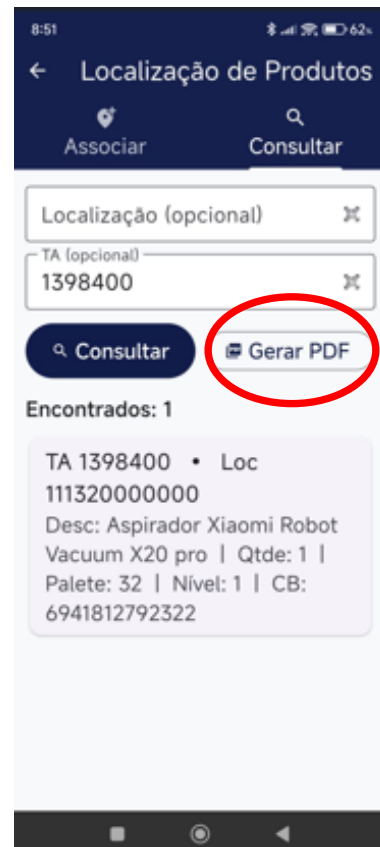 8:51 62%
Localização de Produtos
Associar Consultar
Localização (opcional)
TA (opcional)
1398400
Consultar Gerar PDF
Encontrados: 1
TA 1398400 • Loc
111320000000
Desc: Aspirador Xiaomi Robot
Vacuum X20 pro | Qtde: 1 |
Palete: 32 | Nível: 1 | CB:
6941812792322